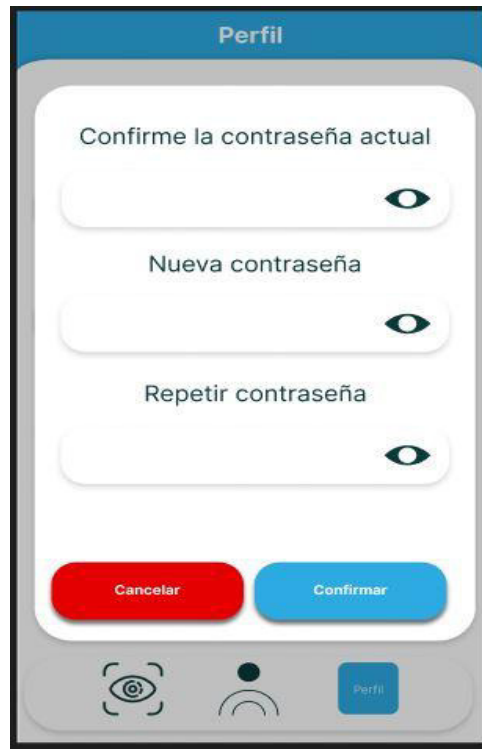 Perfil
Confirme la contraseña actual
Nueva contraseña
Repetir contraseña
Cancelar
Confirmar
Perfil